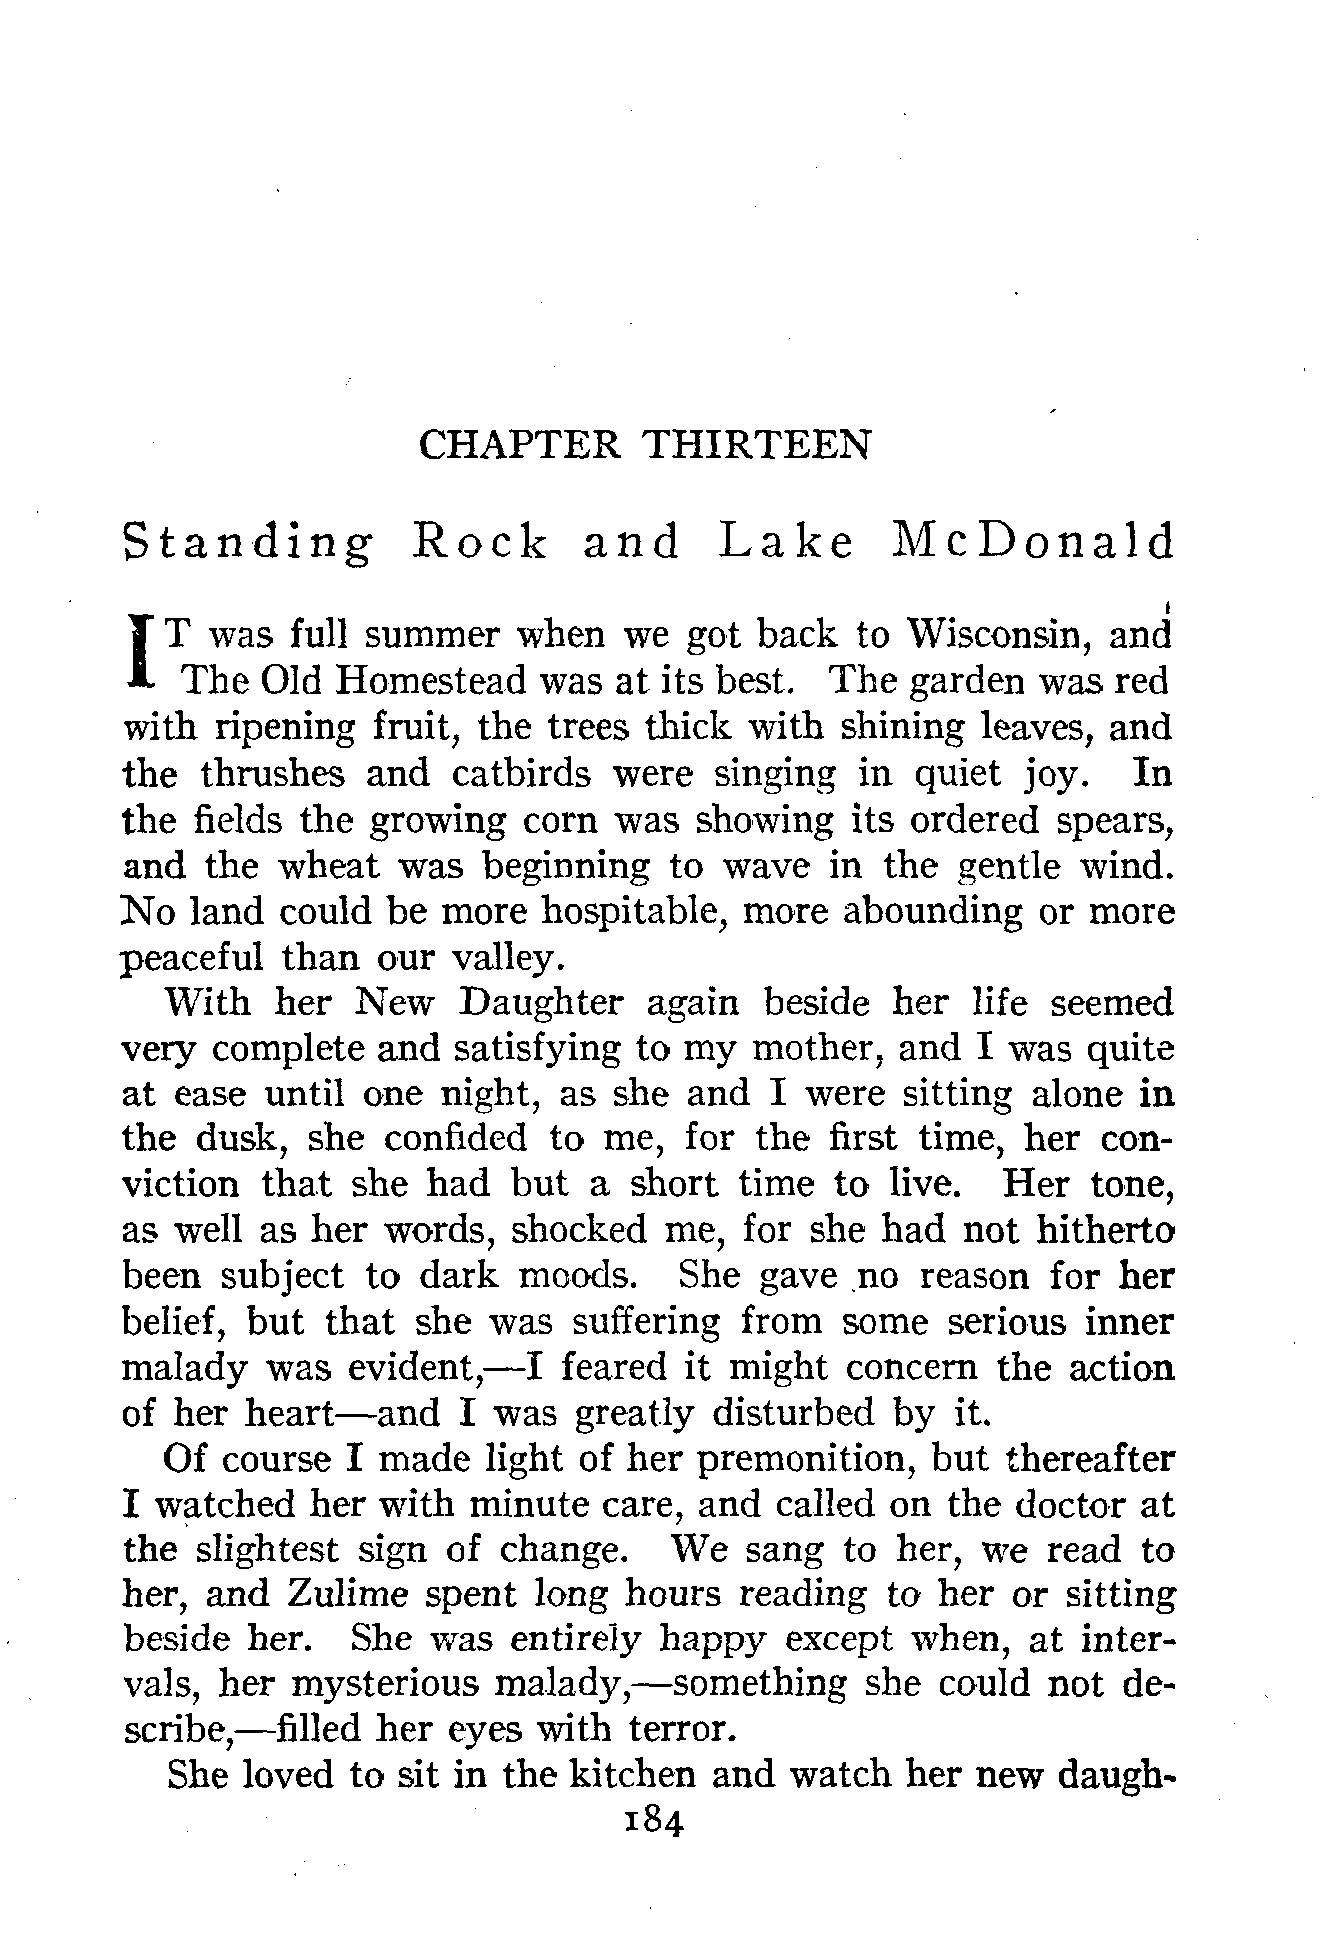 CHAPTER THIRTEEN
Standing Rock and Lake McDonald
IT was full summer when we got back to Wisconsin, and
The Old Homestead was at its best. The garden was red
with ripening fruit, the trees thick with shining leaves, and
the thrushes and catbirds were singing in quiet joy. In
the fields the growing corn was showing its ordered spears,
and the wheat was beginning to wave in the gentle wind.
No land could be more hospitable, more abounding or more
peaceful than our valley.
With her New Daughter again beside her life seemed
very complete and satisfying to my mother, and I was quite
at ease until one night, as she and I were sitting alone in
the dusk, she confided to me, for the first time, her con-
viction that she had but a short time to live. Her tone,
as well as her words, shocked me, for she had not hitherto
been subject to dark moods. She gave no reason for her
belief, but that she was suffering from some serious inner
malady was evident,—I feared it might concern the action
of her heart—and I was greatly disturbed by it.
Of course I made light of her premonition, but thereafter
I watched her with minute care, and called on the doctor at
the slightest sign of change. We sang to her, we read to
her, and Zulime spent long hours reading to her or sitting
beside her. She was entirely happy except when, at inter-
vals, her mysterious malady,—something she could not de-
scribe,—filled her eyes with terror.
She loved to sit in the kitchen and watch her new daugh-
184